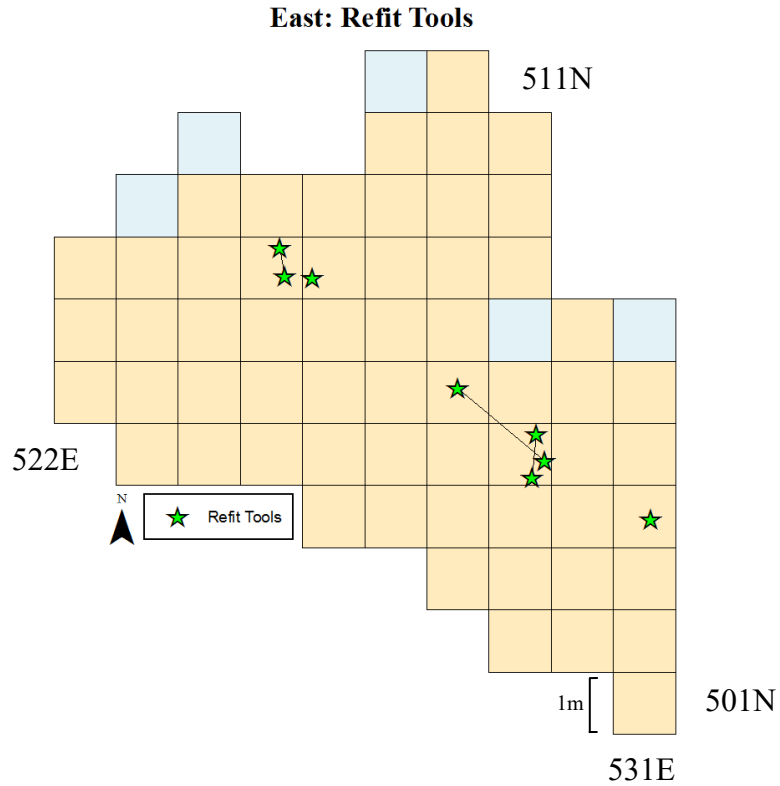 East: Refit Tools
511N
522E
N
Refit Tools
1m
501N
531E